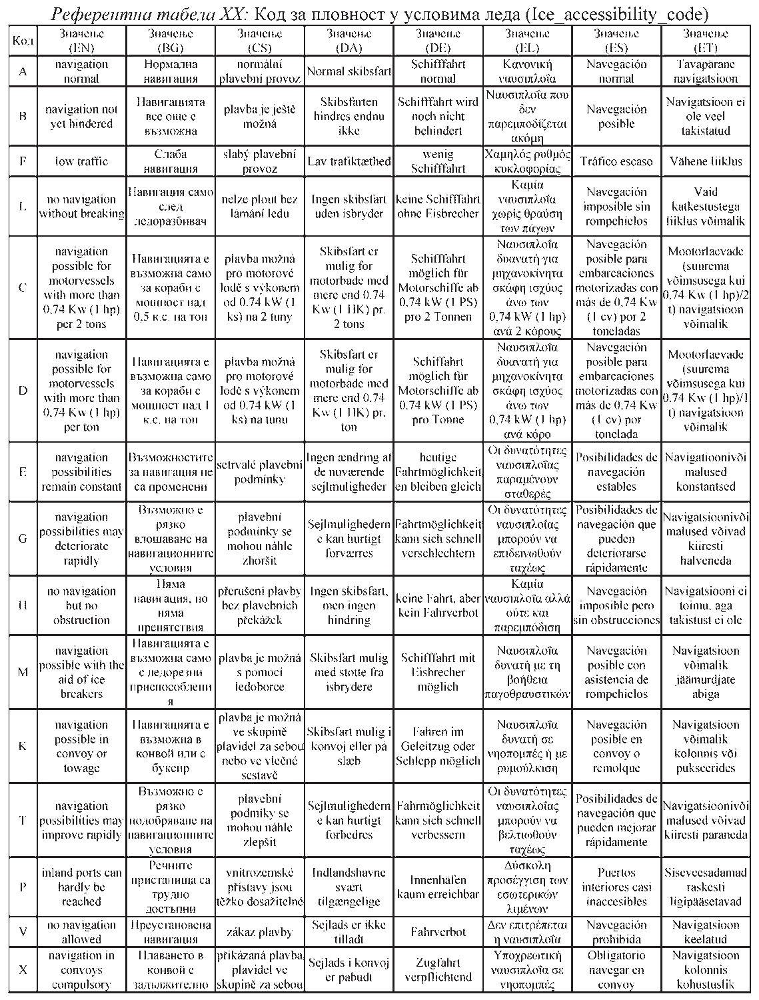 Референтна табела XX: Код за пловност у условима леда (Ice_accessibility_code)
Код
Значење
(EN)
Значење
(BG)
Значење
(CS)
Значење
(DA)
Значење
(DE)
Значење
(EL)
Значење
(ES)
Значење
(ET)
A
navigation
normal
Нормална
навигация
normální
plavební provoz
Normal skibsfart
Schifffahrt
normal
Κανονική
ναυσιπλοΐα
Navegación
normal
Tavapärane
navigatsioon
B
navigation not
yet hindered
Навигацията
все още е
възможна
plavba je ještě
možná
Skibsfarten
hindres endnu
ikke
Schifffahrt wird
noch nicht
behindert
Ναυσιπλοΐα που
δεν
παρεμποδίζεται
ακόμη
Navegación
posible
Navigatsioon ei
ole veel
takistatud
F
low traffic
Слаба
навигация
slabý plavební
provoz
Lav trafiktæthed
wenig
Schifffahrt
Χαμηλός ρυθμός
κυκλοφορίας
Tráfico escaso
Vähene liiklus
L
no navigation
without breaking
Навигация само
след
ледоразбивач
nelze plout bez
lámání ledu
Ingen skibsfart
uden isbryder
keine Schifffahrt
ohne Eisbrecher
Καμία
ναυσιπλοΐα
χωρίς θραύση
των πάγων
Navegación
imposible sin
rompehielos
Vaid
katkestustega
liiklus võimalik
C
navigation
possible for
motorvessels
with more than
0,74 Kw (1 hp)
per 2 tons
Навигацията е
възможна само
за кораби с
мощност над
0,5 к.с. на тон
plavba možná
pro motorové
lodě s výkonem
od 0,74 kW (1
ks) na 2 tuny
Skibsfart er
mulig for
motorbåde med
mere end 0.74
Kw (1 HK) pr.
2 tons
Schifffahrt
möglich für
Motorschiffe ab
0,74 kW (1 PS)
pro 2 Tonnen
Ναυσιπλοΐα
δυανατή για
μηχανοκίνητα
σκάφη ισχύος
άνω των
0,74 kW (1 hp)
ανά 2 κόρους
Navegación
posible para
embarcaciones
motorizadas con
más de 0.74 Kw
(1 cv) por 2
toneladas
Mootorlaevade
(suurema
võimsusega kui
0,74 Kw (1 hp)/2
t) navigatsioon
võimalik
D
navigation
possible for
motorvessels
with more than
0,74 Kw (1 hp)
per ton
Навигацията е
възможна само
за кораби с
мощност над 1
к.с. на тон
plavba možná
pro motorové
lodě s výkonem
od 0,74 kW (1
ks) na tunu
Skibsfart er
mulig for
motorbåde med
mere end 0.74
Kw (1 HK) pr.
ton
Schiffahrt
möglich für
Motorschiffe ab
0,74 kW (1 PS)
pro Tonne
Ναυσιπλοΐα
δυανατή για
μηχανοκίνητα
σκάφη ισχύος
άνω των
0,74 kW (1 hp)
ανά κόρο
Navegación
posible para
embarcaciones
motorizadas con
más de 0.74 Kw
(1 cv) por
tonelada
Mootorlaevade
(suurema
võimsusega kui
0,74 Kw (1 hp)/1
t) navigatsioon
võimalik
E
navigation
possibilities
remain constant
Възможностите
за навигация не
са променени
setrvalé plavební
podmínky
Ingen ændring af
de nuværende
sejlmuligheder
heutige
Fahrtmöglichkeit
en bleiben gleich
Οι δυνατότητες
ναυσιπλοΐας
παραμένουν
σταθερές
Posibilidades de
navegación
estables
Navigatioonivõi
malused
konstantsed
G
navigation
possibilities may
deteriorate
rapidly
Възможно е
рязко
влошаване на
навигационните
условия
plavební
podmínky se
mohou náhle
zhoršit
Sejlmulighedern
e kan hurtigt
forværres
Fahrtmöglichkeit
kann sich schnell
verschlechtern
Οι δυνατότητες
ναυσιπλοΐας
μπορούν να
επιδεινωθούν
ταχέως
Posibilidades de
navegación que
pueden
deteriorarse
rápidamente
Navigatsioonivõi
malused võivad
kiiresti
halveneda
H
no navigation
but no
obstruction
Няма
навигация, но
няма
препятствия
přerušení plavby
bez plavebních
překážek
Ingen skibsfart,
men ingen
hindring
keine Fahrt, aber
kein Fahrverbot
Καμία
ναυσιπλοΐα αλλά
ούτε και
παρεμπόδιση
Navegación
imposible pero
sin obstrucciones
Navigatsiooni ei
toimu, aga
takistust ei ole
M
navigation
possible with the
aid of ice
breakers
Навигацията е
възможна само
с ледорезни
приспособлени
я
plavba je možná
s pomocí
ledoborce
Skibsfart mulig
med støtte fra
isbrydere
Schifffahrt mit
Eisbrecher
möglich
Ναυσιπλοΐα
δυνατή με τη
βοήθεια
παγοθραυστικών
Navegación
posible con
asistencia de
rompehielos
Navigatsioon
võimalik
jäämurdjate
abiga
K
navigation
possible in
convoy or
towage
Навигацията е
възможна в
конвой или с
буксир
plavba je možná
ve skupině
plavidel za sebou
nebo ve vlečné
sestavě
Skibsfart mulig i
konvoj eller på
slæb
Fahren im
Geleitzug oder
Schlepp möglich
Ναυσιπλοΐα
δυνατή σε
νηοπομπές ή με
ρυμούλκιση
Navegación
posible en
convoy o
remolque
Navigatsioon
võimalik
kolonnis või
pukseerides
T
navigation
possibilities may
improve rapidly
Възможно е
рязко
подобряване на
навигационните
условия
plavební
podmíky se
mohou náhle
zlepšit
Sejlmulighedern
e kan hurtigt
forbedres
Fahrmöglichkeit
kann sich schnell
verbessern
Οι δυνατότητες
ναυσιπλοΐας
μπορούν να
βελτιωθούν
ταχέως
Posibilidades de
navegación que
pueden mejorar
rápidamente
Navigatsioonivõi
malused võivad
kiiresti paraneda
P
inland ports can
hardly be
reached
Речните
пристанища са
трудно
достъпни
vnitrozemské
přístavy jsou
těžko dosažitelné
Indlandshavne
svært
tilgængelige
Innenhäfen
kaum erreichbar
Δύσκολη
προσέγγιση των
εσωτερικών
λιμένων
Puertos
interiores casi
inaccesibles
Siseveesadamad
raskesti
ligipääsetavad
V
no navigation
allowed
Преустановена
навигация
zákaz plavby
Sejlads er ikke
tilladt
Fahrverbot
Δεν επιτρέπεται
η ναυσιπλοΐα
Navegación
prohibida
Navigatsioon
keelatud
X
navigation in
convoys
compulsory
Плаването в
конвой е
задължително
přikázaná plavba,
plavidel ve
skupině za sebou
Sejlads i konvoj
er påbudt
Zugfahrt
verpflichtend
Υποχρεωτική
ναυσιπλοΐα σε
νηοπομπές
Obligatorio
navegar en
convoy
Navigatsioon
kolonnis
kohustuslik